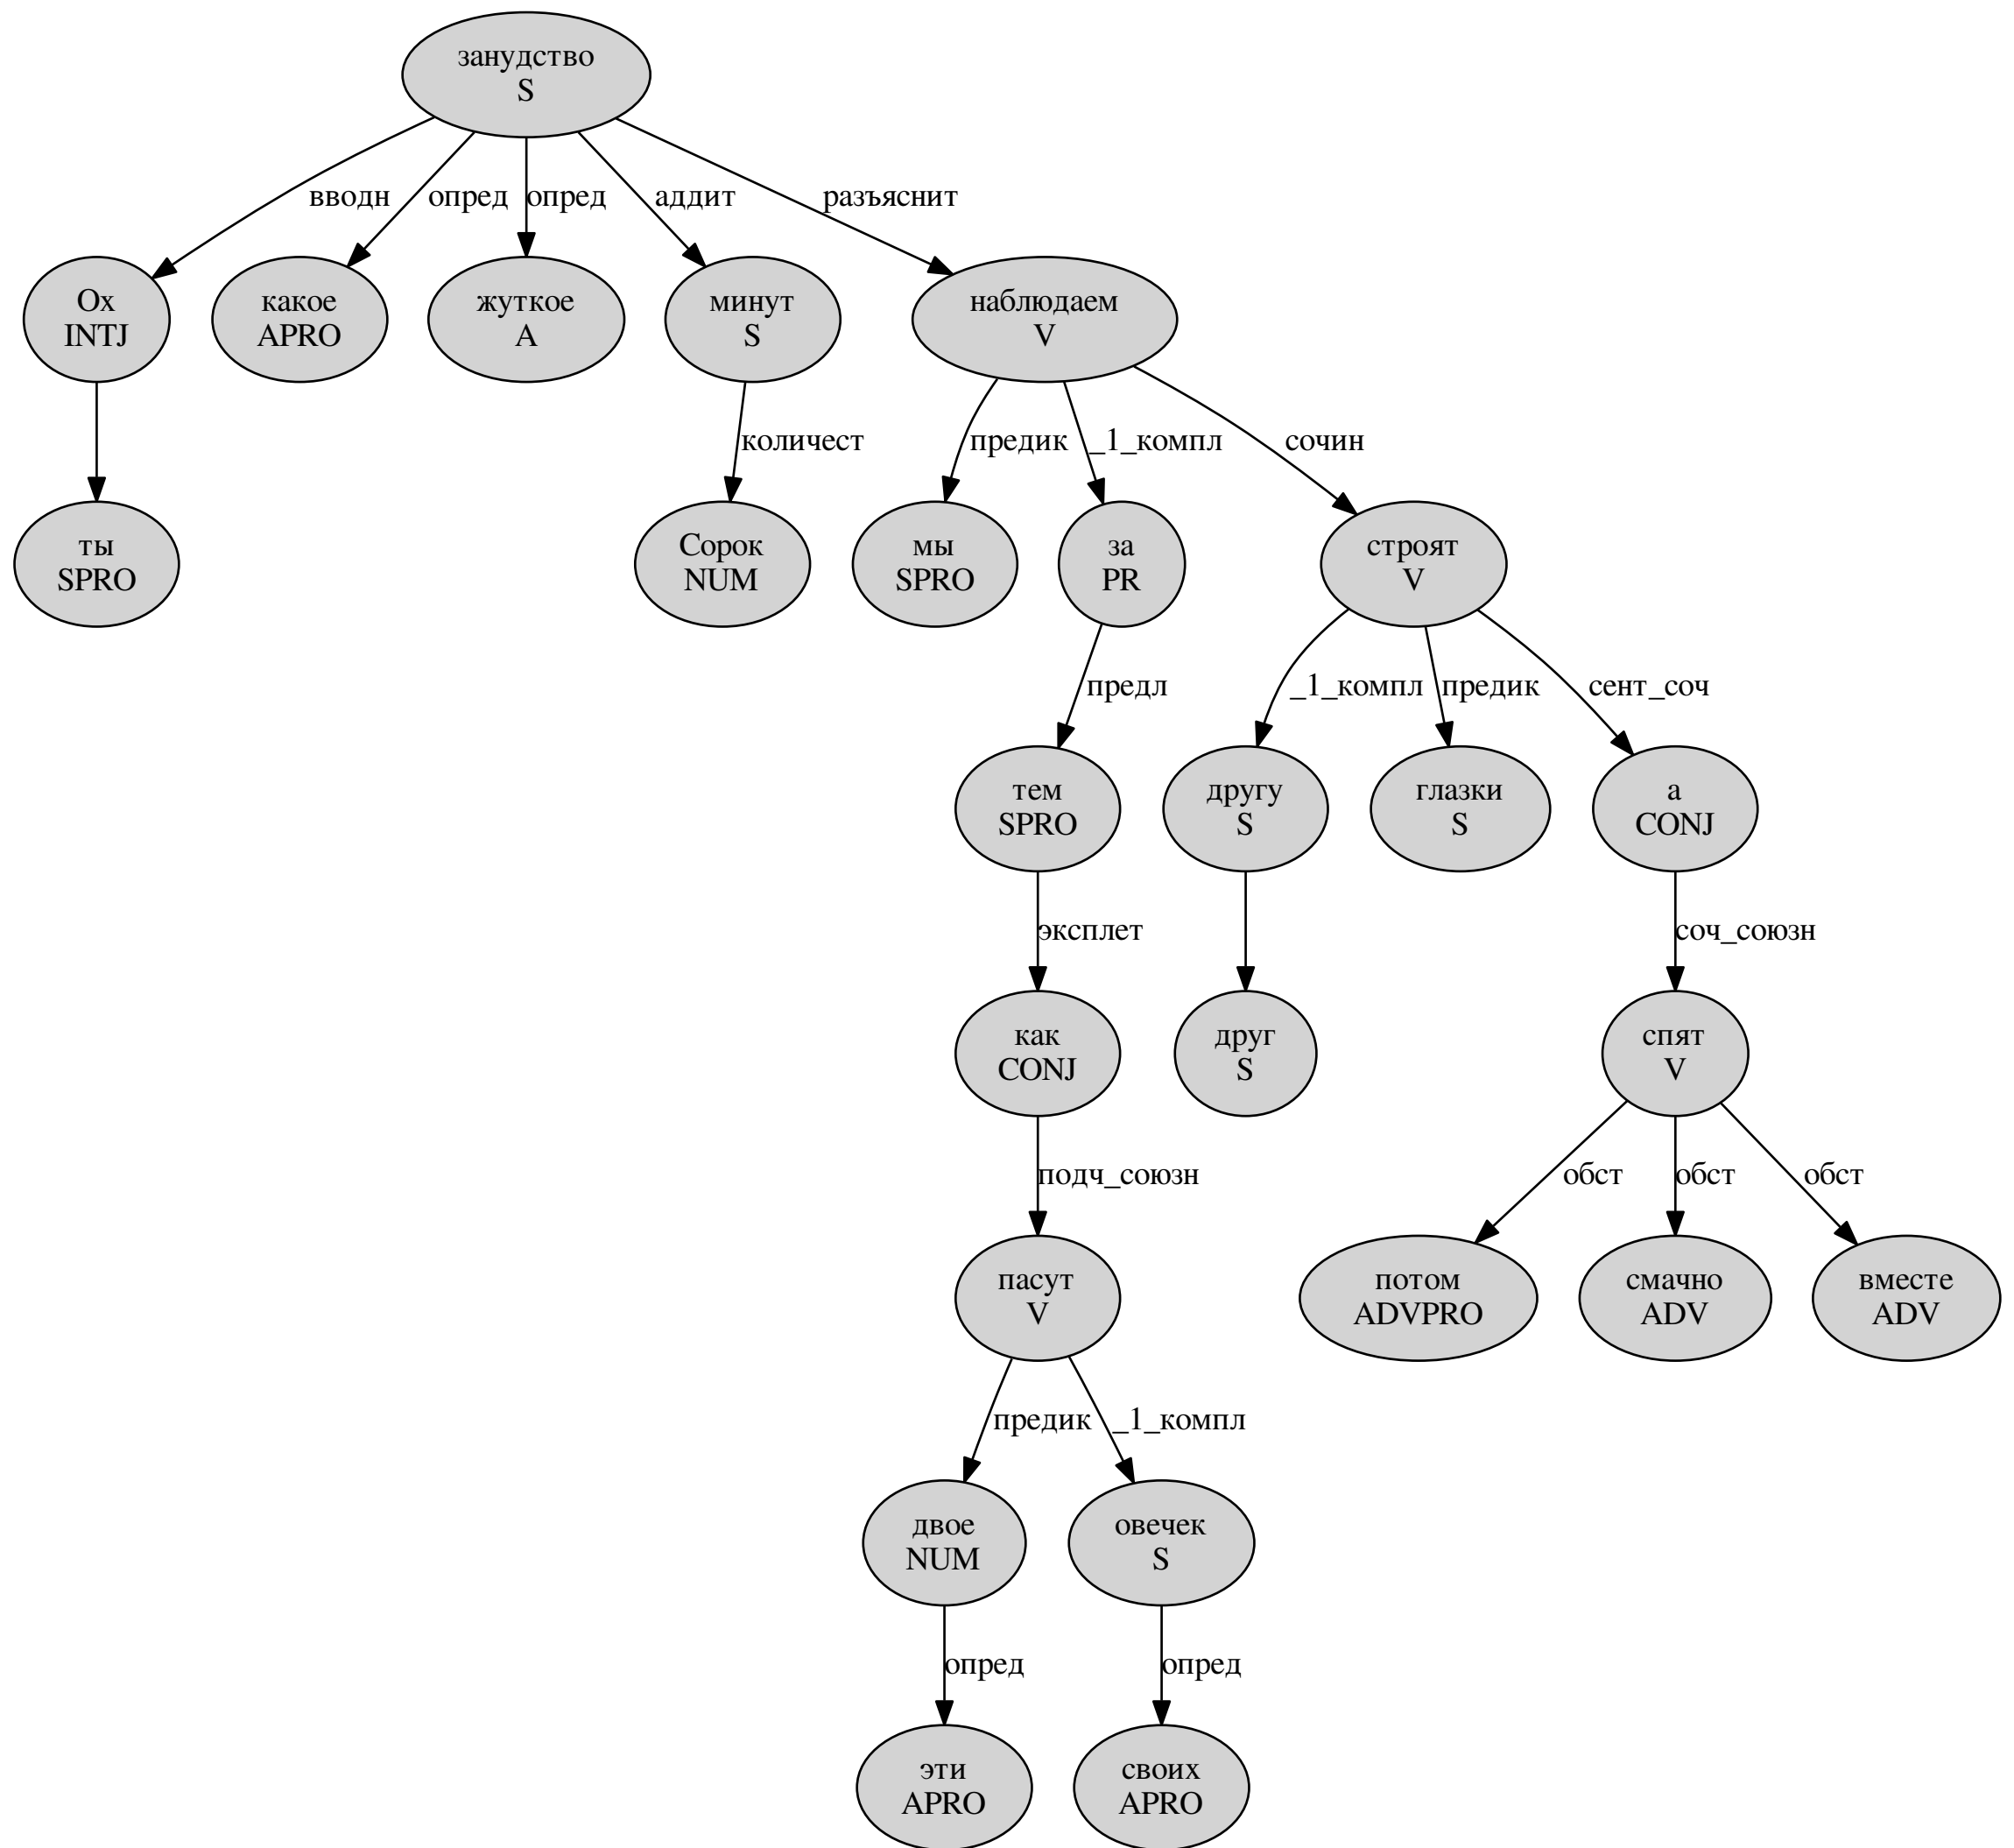 занудство
S
вводн
опред
опред
аддит
разъяснит
Ох
INTJ
какое
APRO
жуткое
A
минут
S
наблюдаем
V
количест
предик
_1_компл
сочин
ты
SPRO
Сорок
NUM
мы
SPRO
за
PR
строят
V
предл
_1_компл
предик
сент_соч
тем
SPRO
другу
S
глазки
S
а
CONJ
эксплет
соч_союзн
как
CONJ
друг
S
спят
V
подч_союзн
обст
обст
обст
пасут
V
потом
ADVPRO
смачно
ADV
вместе
ADV
предик
_1_компл
двое
NUM
овечек
S
опред
опред
эти
APRO
своих
APRO